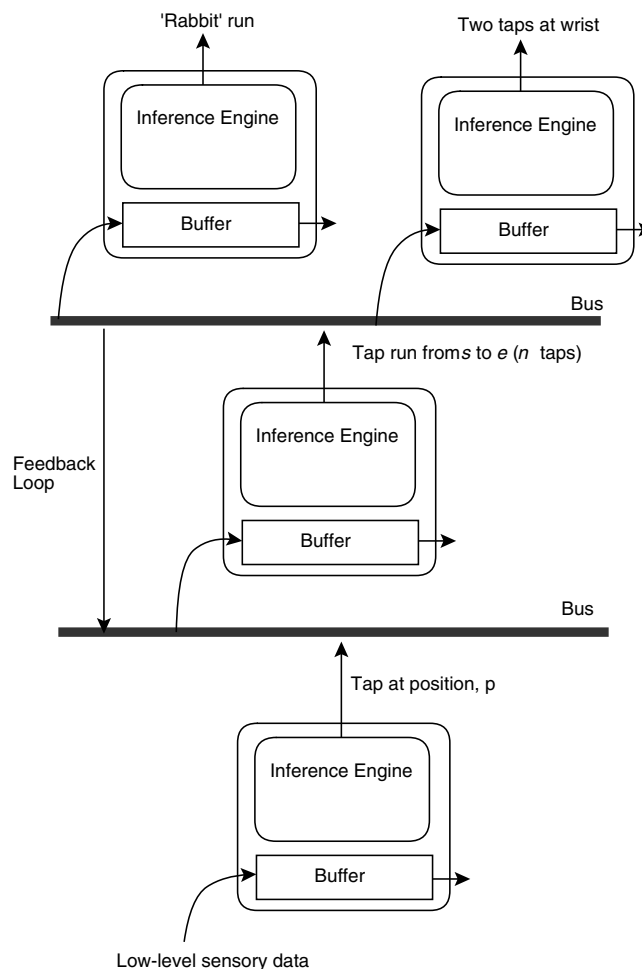 'Rabbit' run
Two taps at wrist
Inference Engine
Inference Engine
Buffer
Buffer
Bus
Tap run from s to e (n taps)
Inference Engine
Feedback
Loop
Buffer
Bus
Tap at position, p
Inference Engine
Buffer
Low-level sensory data